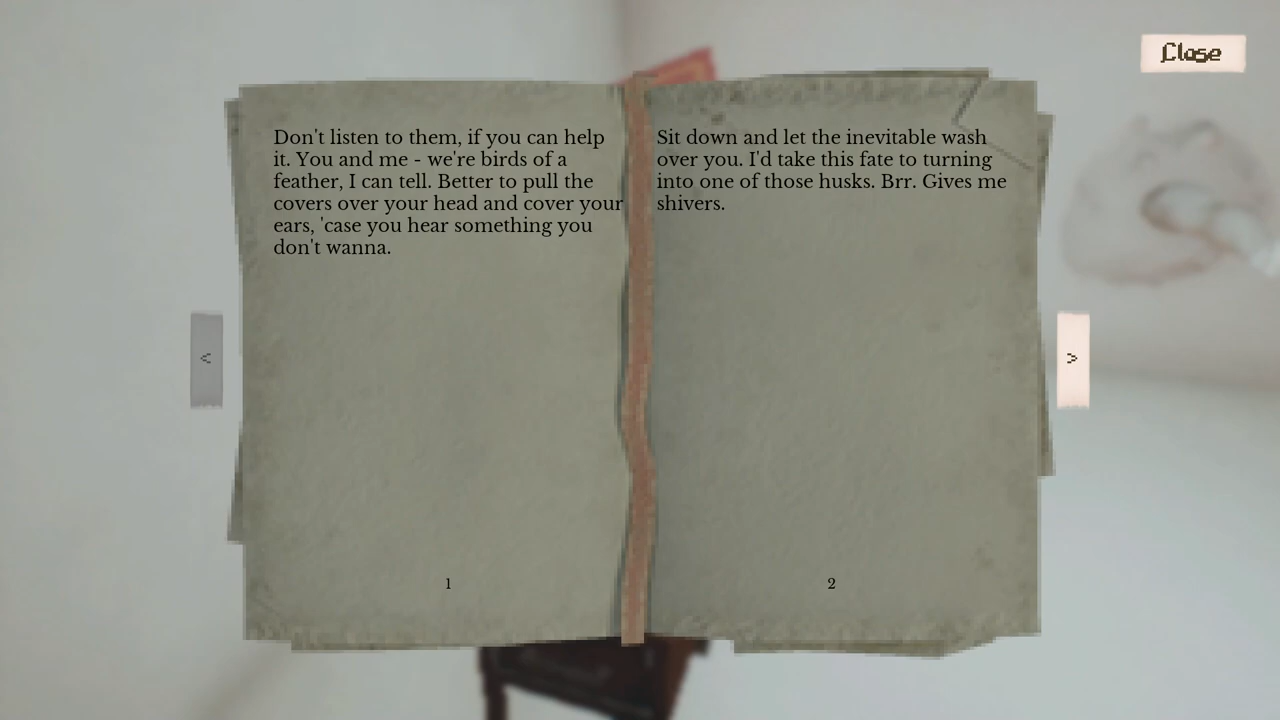 Close
Don't listen to them, if you can help
it. You and me - we're birds of a
feather, I can tell. Better to pull the
covers over your head and cover your
ears, 'case you hear something you
don't wanna.
Sit down and let the inevitable wash
over you. I'd take this fate to turning
into one of those husks. Brr. Gives me
shivers.
<
>
1
2